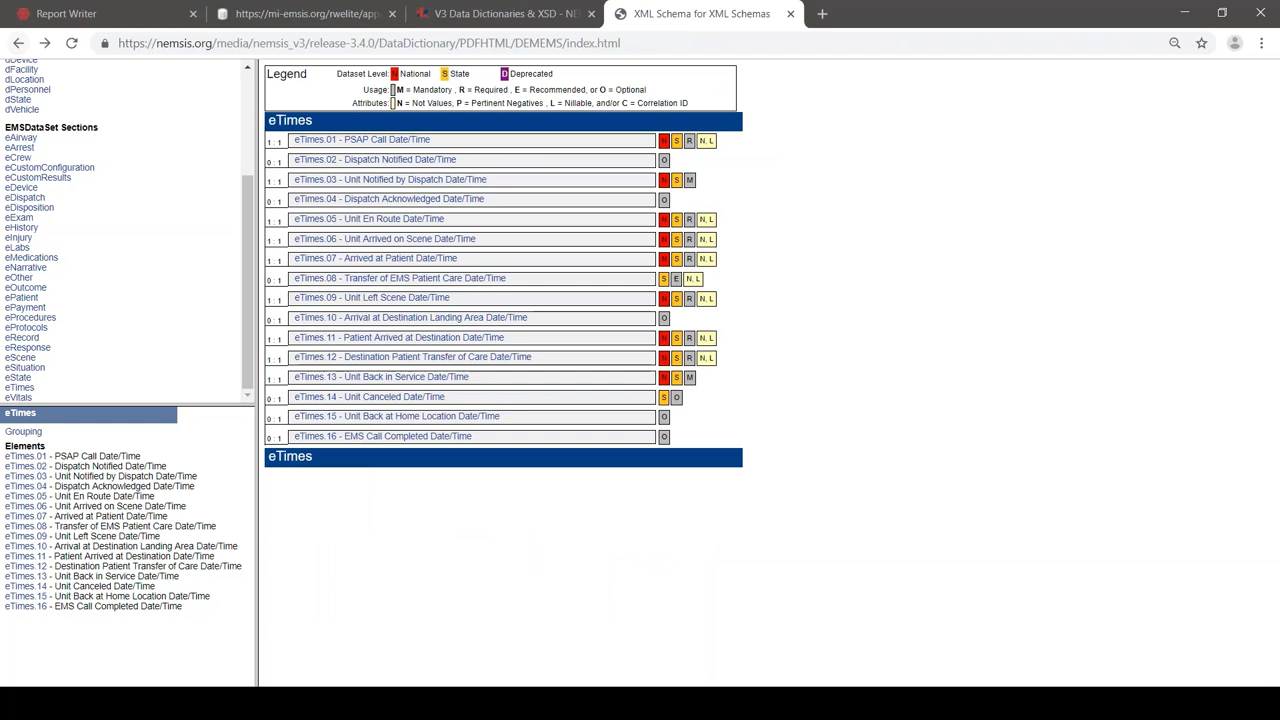 Report Writer
https://mi-emsis.org/rwelite/app
V3 Data Dictionaries & XSD - NE
XML Schema for XML Schemas
https://nemsis.org/media/nemsis_v3/release-3.4.0/DataDictionary/PDFHTML/DEMEMS/index.html
dDevice
dFacility
dLocation
dPersonnel
dState
dVehicle
EMSDataSet Sections
eAirway
eArrest
eCrew
eCustomConfiguration
eCustomResults
eDevice
eDispatch
eDisposition
eExam
eHistory
eInjury
eLabs
eMedications
eNarrative
eOther
eOutcome
ePatient
ePayment
eProcedures
eProtocols
eRecord
eResponse
eScene
eSituation
eState
eTimes
eVitals
eTimes
Grouping
Elements
eTimes.01 - PSAP Call Date/Time
eTimes.02 - Dispatch Notified Date/Time
eTimes.03 - Unit Notified by Dispatch Date/Time
eTimes.04 - Dispatch Acknowledged Date/Time
eTimes.05 - Unit En Route Date/Time
eTimes.06 - Unit Arrived on Scene Date/Time
eTimes.07 - Arrived at Patient Date/Time
eTimes.08 - Transfer of EMS Patient Care Date/Time
eTimes.09 - Unit Left Scene Date/Time
eTimes.10 - Arrival at Destination Landing Area Date/Time
eTimes.11 - Patient Arrived at Destination Date/Time
eTimes.12 - Destination Patient Transfer of Care Date/Time
eTimes.13 - Unit Back in Service Date/Time
eTimes.14 - Unit Canceled Date/Time
eTimes.15 - Unit Back at Home Location Date/Time
eTimes.16 - EMS Call Completed Date/Time
Legend Dataset Level: N National S State D Deprecated
Usage: M = Mandatory , R = Required , E = Recommended, or O = Optional
Attributes: N = Not Values, P = Pertinent Negatives , L = Nillable, and/or C = Correlation ID
eTimes
1 : 1 eTimes.01 - PSAP Call Date/Time N S R N, L
0 : 1 eTimes.02 - Dispatch Notified Date/Time O
1 : 1 eTimes.03 - Unit Notified by Dispatch Date/Time N S M
0 : 1 eTimes.04 - Dispatch Acknowledged Date/Time O
1 : 1 eTimes.05 - Unit En Route Date/Time N S R N, L
1 : 1 eTimes.06 - Unit Arrived on Scene Date/Time N S R N, L
1 : 1 eTimes.07 - Arrived at Patient Date/Time N S R N, L
0 : 1 eTimes.08 - Transfer of EMS Patient Care Date/Time S E N, L
1 : 1 eTimes.09 - Unit Left Scene Date/Time N S R N, L
0 : 1 eTimes.10 - Arrival at Destination Landing Area Date/Time O
1 : 1 eTimes.11 - Patient Arrived at Destination Date/Time N S R N, L
1 : 1 eTimes.12 - Destination Patient Transfer of Care Date/Time N S R N, L
1 : 1 eTimes.13 - Unit Back in Service Date/Time N S M
0 : 1 eTimes.14 - Unit Canceled Date/Time S O
0 : 1 eTimes.15 - Unit Back at Home Location Date/Time O
0 : 1 eTimes.16 - EMS Call Completed Date/Time O
eTimes